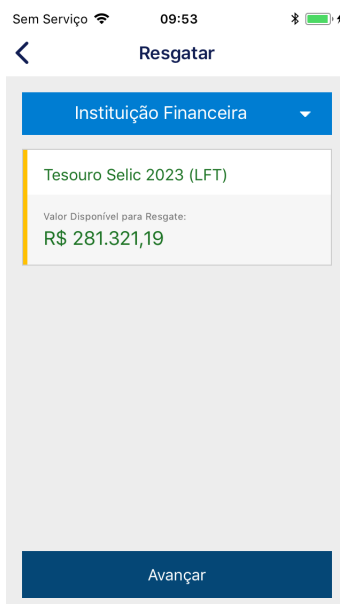 Sem Serviço 09:53
Resgatar
Instituição Financeira
Tesouro Selic 2023 (LFT)
Valor Disponível para Resgate:
R$ 281.321,19
Avançar